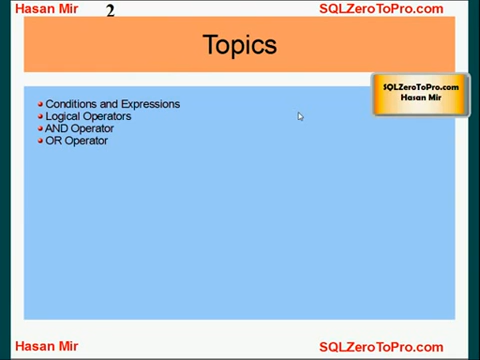 Hasan Mir 2 SQLZeroToPro.com
Topics
SQLZeroToPro.com
Hasan Mir
Conditions and Expressions
Logical Operators
AND Operator
OR Operator
Hasan Mir SQLZeroToPro.com